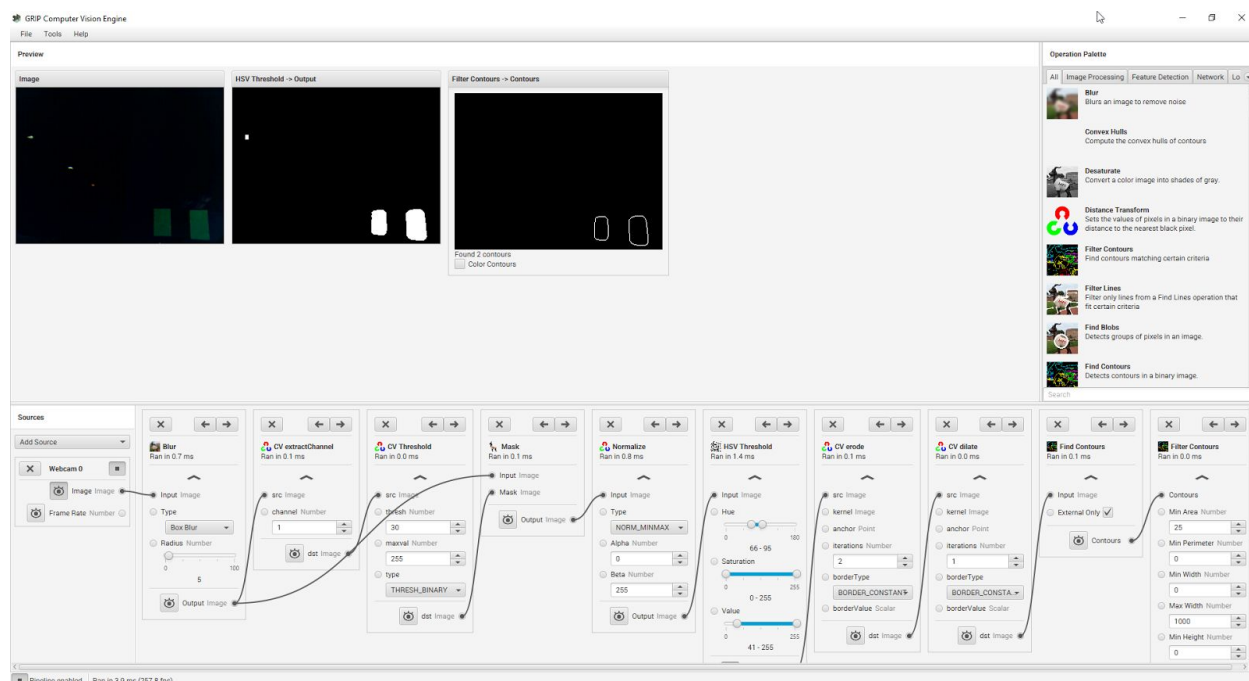 GRIP Computer Vision Engine
File Tools Help
Preview
Image
HSV Threshold -> Output
Filter Contours -> Contours
Found 2 contours
Color Contours
Operation Palette
All Image Processing Feature Detection Network Lo
Blur
Blurs an image to remove noise
Convex Hulls
Compute the convex hulls of contours
Desaturate
Convert a color image into shades of gray.
Distance Transform
Sets the values of pixels in a binary image to their
distance to the nearest black pixel.
Filter Contours
Find contours matching certain criteria
Filter Lines
Filter only lines from a Find Lines operation that
fit certain criteria
Find Blobs
Detects groups of pixels in an image.
Find Contours
Detects contours in a binary image.
Search
Sources
Add Source
Webcam 0
Image Image
Frame Rate Number
Blur
Ran in 0.7 ms
Input Image
Type
Box Blur
Radius Number
0 100
5
Output Image
CV extractChannel
Ran in 0.1 ms
src Image
channel Number
1
dst Image
CV Threshold
Ran in 0.0 ms
src Image
thresh Number
30
maxval Number
255
type
THRESH_BINARY
dst Image
Mask
Ran in 0.1 ms
Input Image
Mask Image
Output Image
Normalize
Ran in 0.8 ms
Input Image
Type
NORM_MINMAX
Alpha Number
0
Beta Number
255
Output Image
HSV Threshold
Ran in 1.4 ms
Input Image
Hue
0 180
66 - 95
Saturation
0 255
0 - 255
Value
0 255
41 - 255
CV erode
Ran in 0.1 ms
src Image
kernel Image
anchor Point
iterations Number
2
borderType
BORDER_CONSTANT
borderValue Scalar
dst Image
CV dilate
Ran in 0.0 ms
src Image
kernel Image
anchor Point
iterations Number
1
borderType
BORDER_CONSTA...
borderValue Scalar
dst Image
Find Contours
Ran in 0.1 ms
Input Image
External Only
Contours
Filter Contours
Ran in 0.0 ms
Contours
Min Area Number
25
Min Perimeter Number
0
Min Width Number
0
Max Width Number
1000
Min Height Number
0
Pipeline enabled Ran in 3.9 ms (257.8 fps)